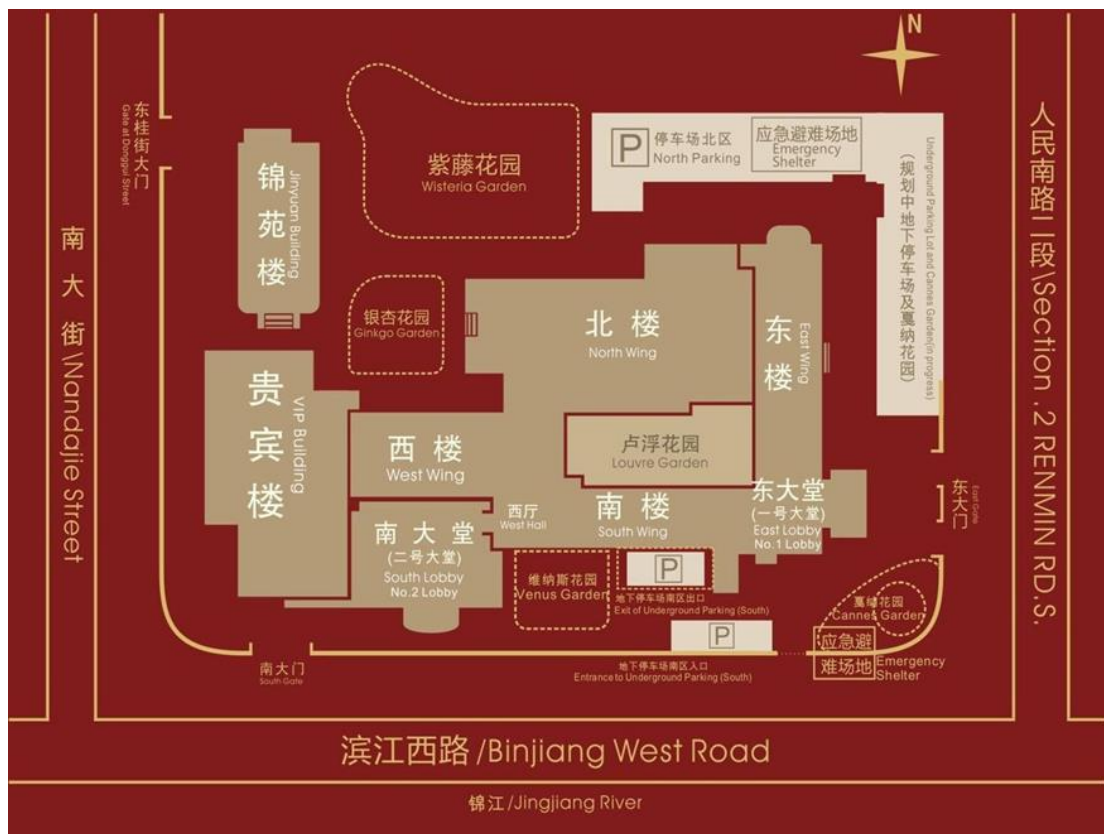 N
东桂街大门
Gate at Donggui Street
南大街\Nandajie Street
锦苑楼
Jinyuan Building
紫藤花园
Wisteria Garden
P
停车场北区
North Parking
应急避难场地
Emergency
Shelter
Underground Parking Lot and Cannes Garden(in progress)
(规划中地下停车场及戛纳花园)
人民南路二段\Section .2 RENMIN RD.S.
银杏花园
Ginkgo Garden
北楼
North Wing
东楼
East Wing
贵宾楼
VIP Building
西楼
West Wing
卢浮花园
Louvre Garden
南大堂
(二号大堂)
South Lobby
No.2 Lobby
西厅
West Hall
南楼
South Wing
东大堂
(一号大堂)
East Lobby
No.1 Lobby
东大门
East Gate
维纳斯花园
Venus Garden
P
地下停车场南区出口
Exit of Underground Parking (South)
戛纳花园
Cannes Garden
P
应急避
难场地
Emergency
Shelter
南大门
South Gate
地下停车场南区入口
Entrance to Underground Parking (South)
滨江西路/Binjiang West Road
锦江/Jingjiang River